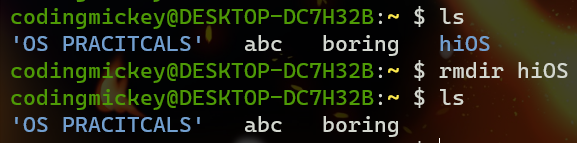 codingmickey@DESKTOP-DC7H32B:~ $ ls
'OS PRACITCALS'   abc   boring   hiOS
codingmickey@DESKTOP-DC7H32B:~ $ rmdir hiOS
codingmickey@DESKTOP-DC7H32B:~ $ ls
'OS PRACITCALS'   abc   boring